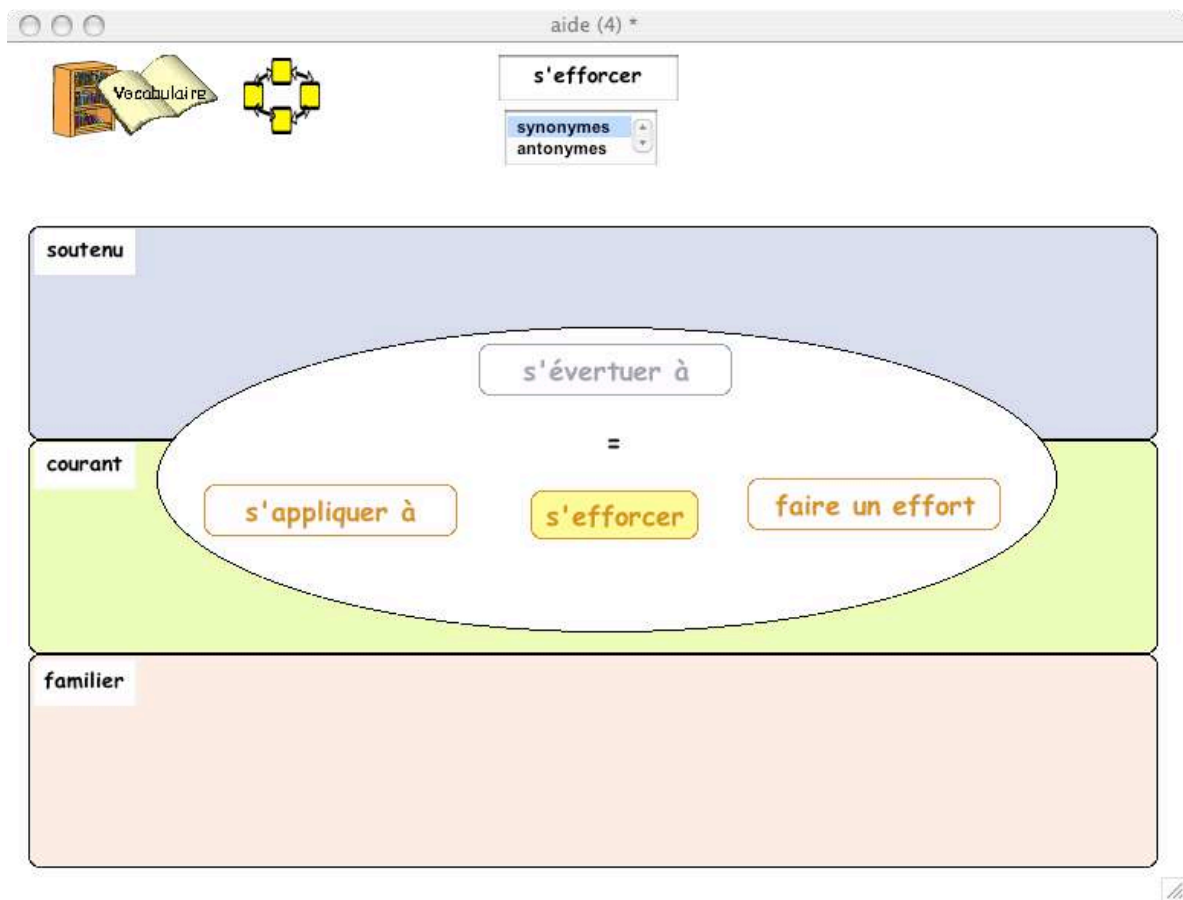 aide (4) *
Vocabulaire
s'efforcer
synonymes
antonymes
soutenu
s'évertuer à
=
courant
s'appliquer à
s'efforcer
faire un effort
familier